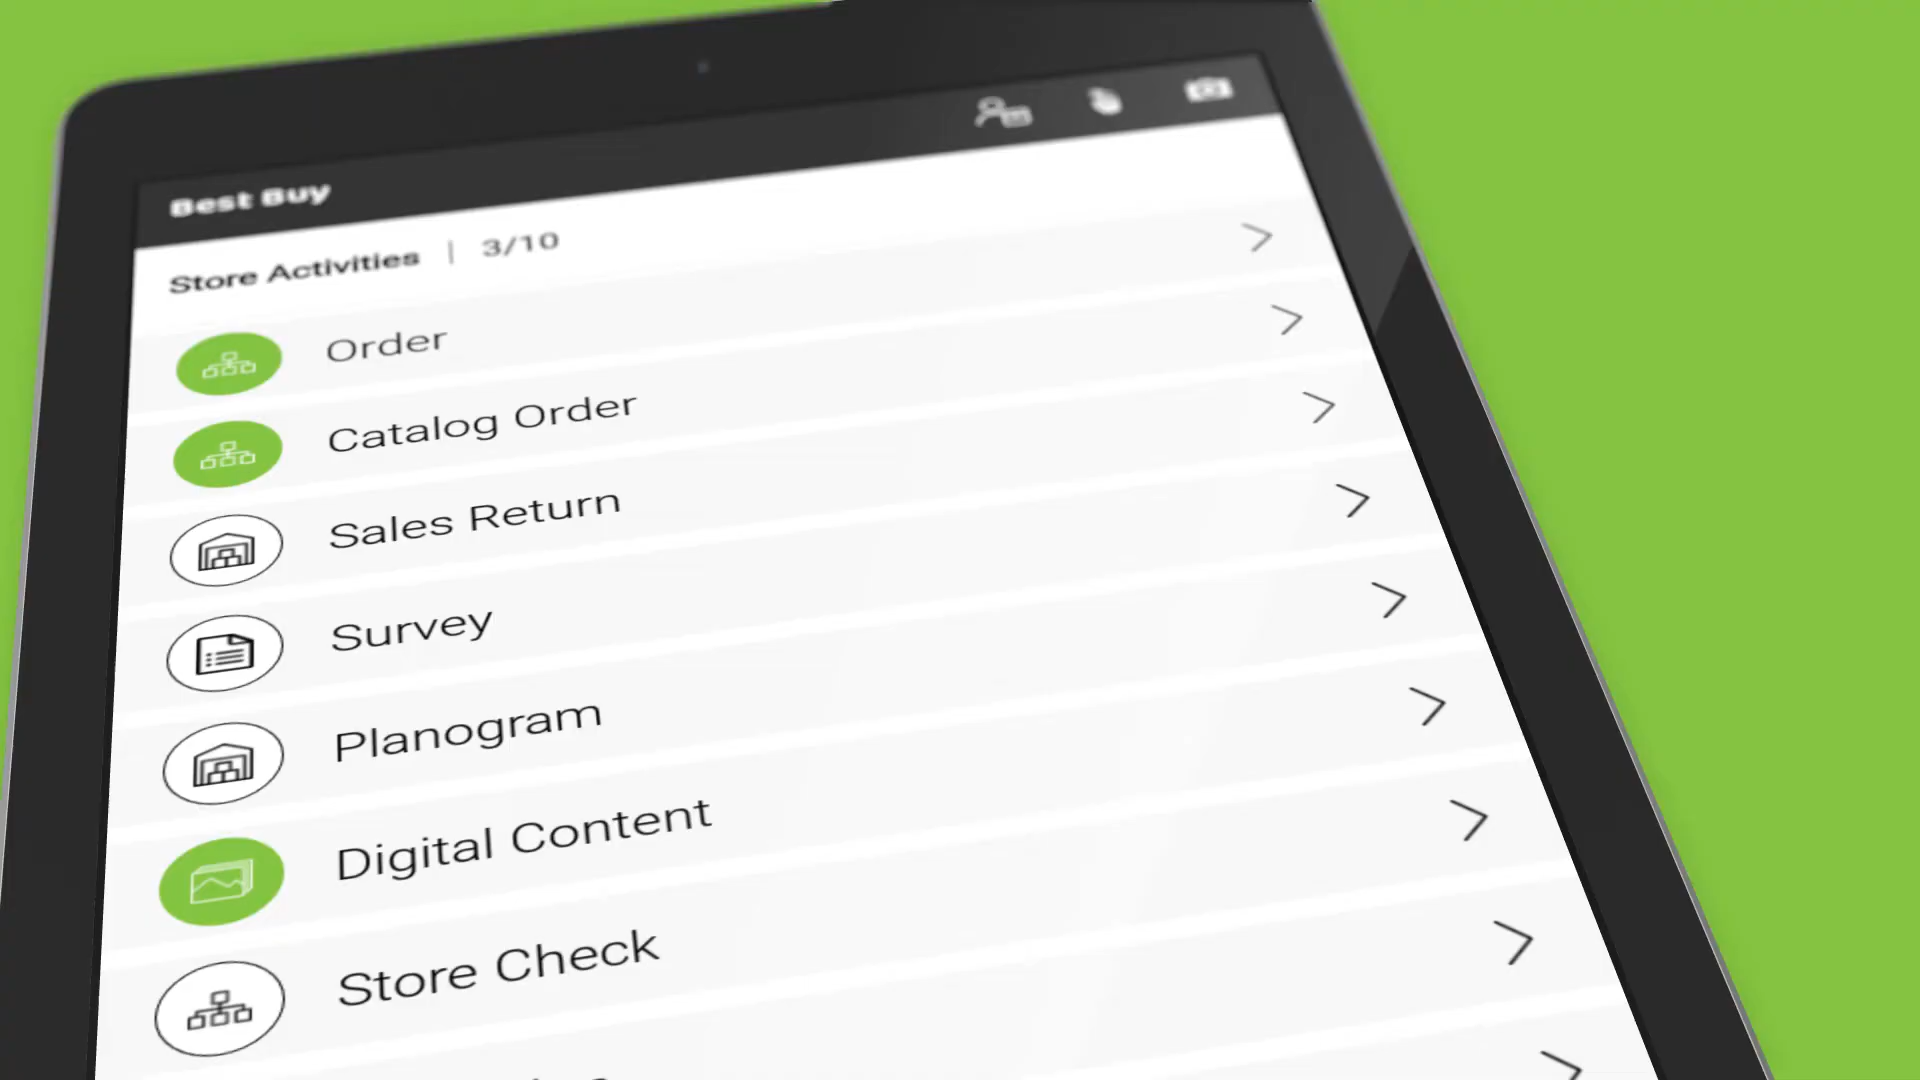 Best Buy
Store Activities | 3/10
Order
Catalog Order
Sales Return
Survey
Planogram
Digital Content
Store Check